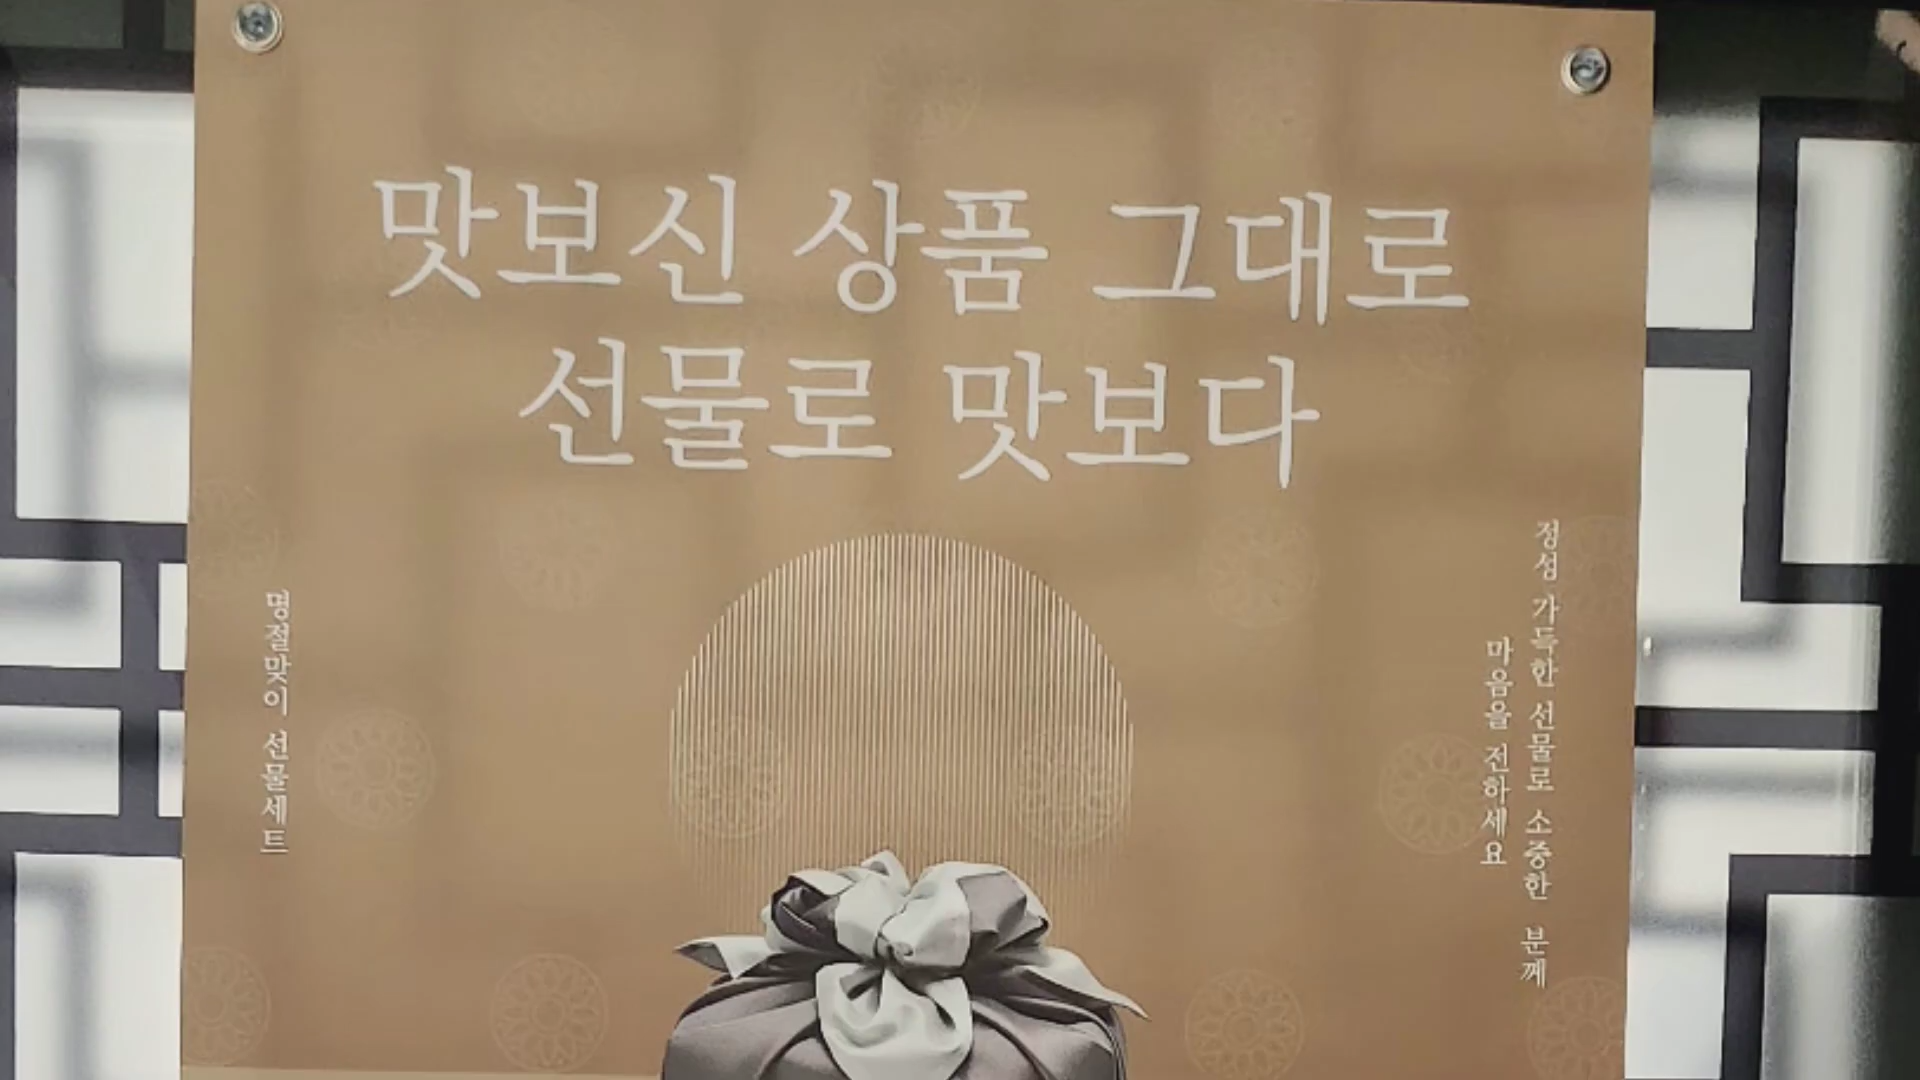 맛보신 상품 그대로
선물로 맛보다
명절맞이 선물세트
정성 가득한 선물로 소중한 분께
마음을 전하세요